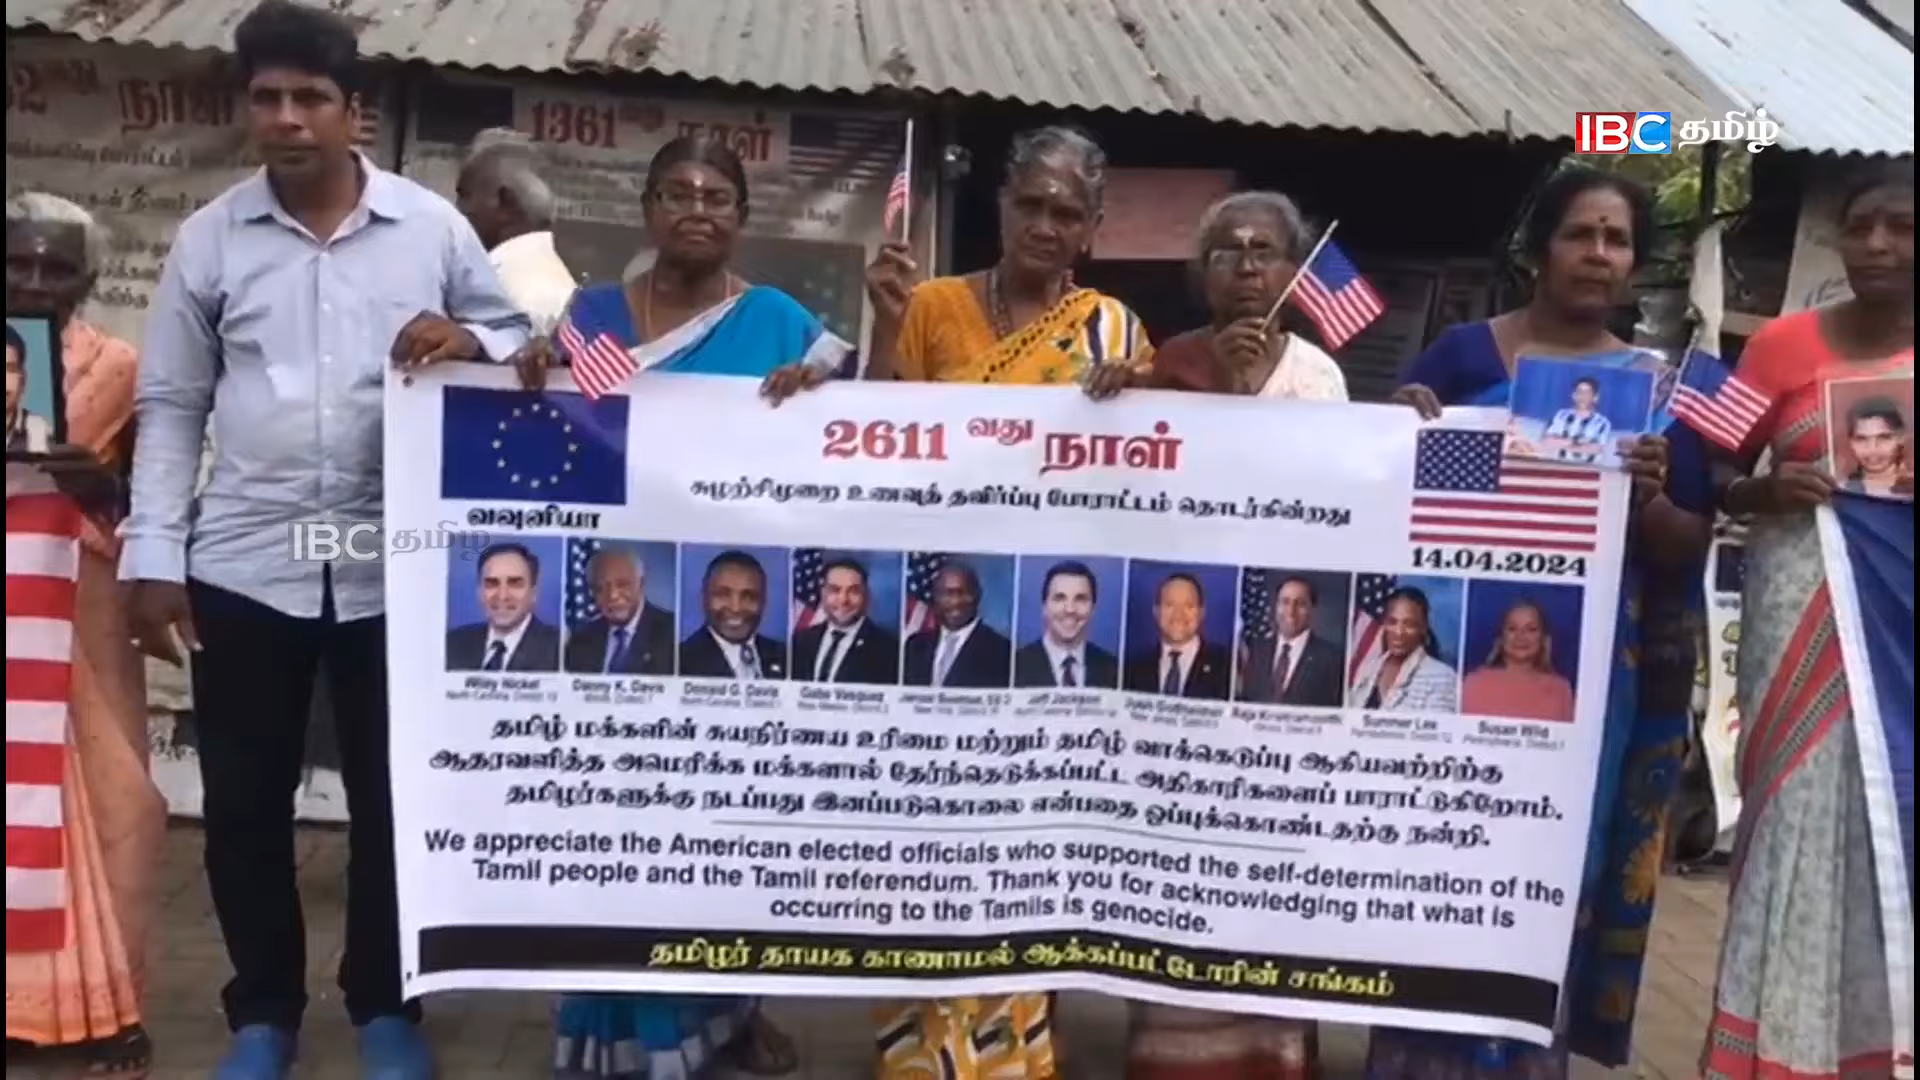 IBC தமிழ்
நாள்
1361 வது நாள்
2611 வது நாள்
சுழற்சிமுறை உணவுத் தவிர்ப்பு போராட்டம் தொடர்கின்றது
வவுனியா
14.04.2024
IBC தமிழ்
Wiley Nickel
Danny K. Davis
Donald G. Davis
Gabe Vasquez
Jeff Jackson
Summer Lee
Susan Wild
தமிழ் மக்களின் சுயநிர்ணய உரிமை மற்றும் தமிழ் வாக்கெடுப்பு ஆகியவற்றிற்கு
ஆதரவளித்த அமெரிக்க மக்களால் தேர்ந்தெடுக்கப்பட்ட அதிகாரிகளைப் பாராட்டுகிறோம்.
தமிழர்களுக்கு நடப்பது இனப்படுகொலை என்பதை ஒப்புக்கொண்டதற்கு நன்றி.
We appreciate the American elected officials who supported the self-determination of the
Tamil people and the Tamil referendum. Thank you for acknowledging that what is
occurring to the Tamils is genocide.
தமிழர் தாயக காணாமல் ஆக்கப்பட்டோரின் சங்கம்